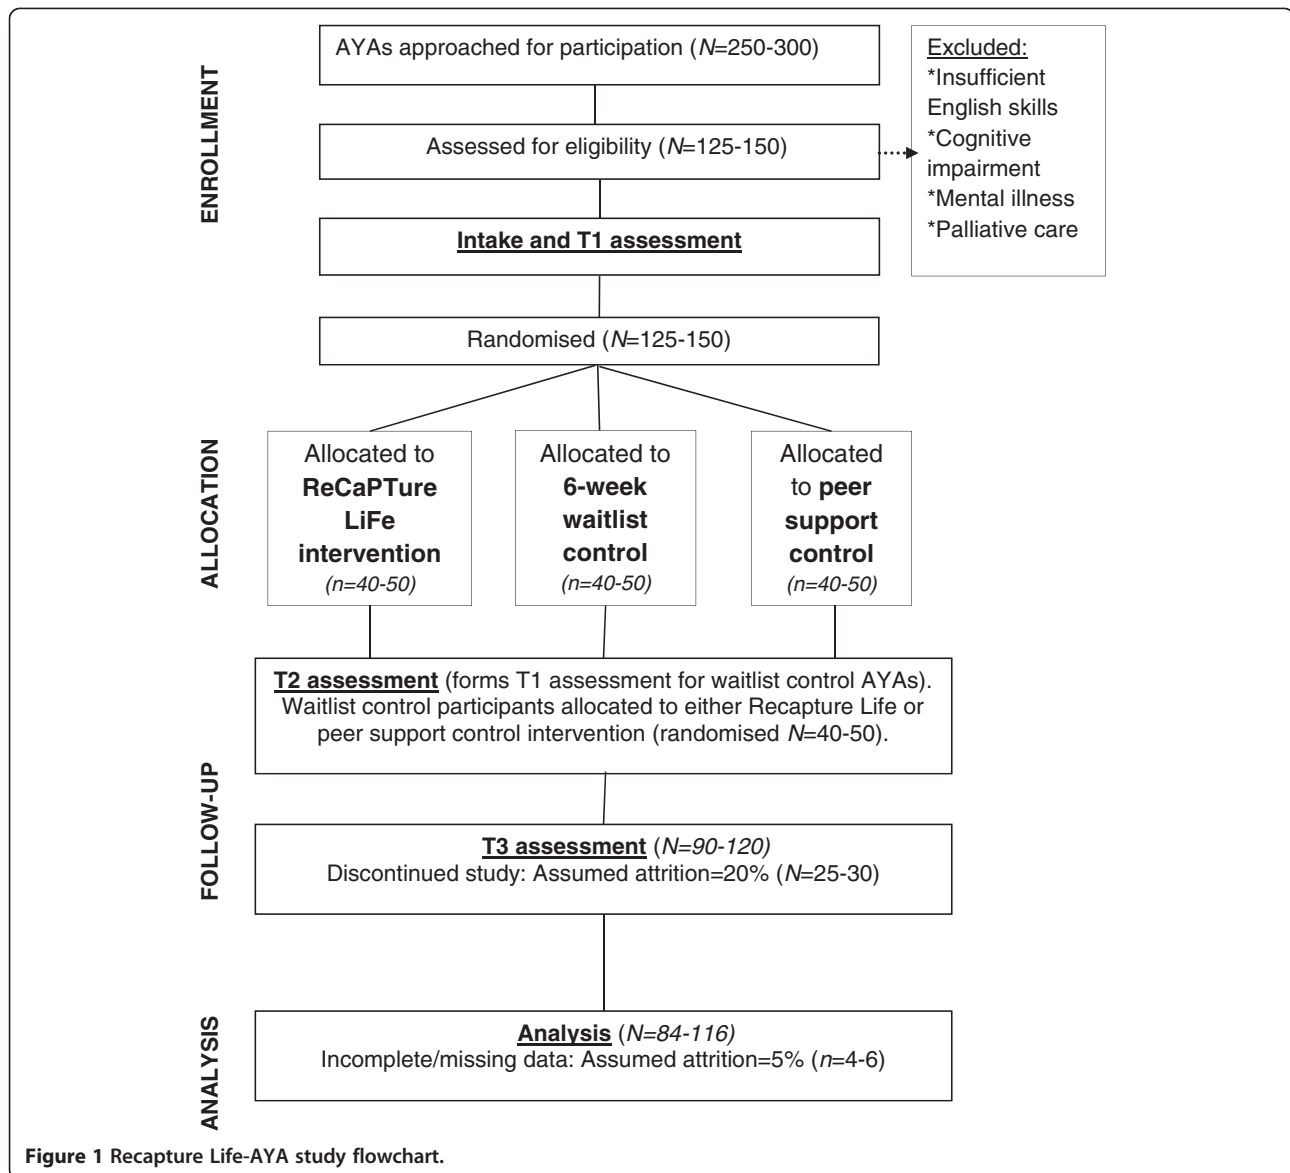 ENROLLMENT
AYAs approached for participation (N=250-300)
Excluded:
*Insufficient
English skills
*Cognitive
impairment
*Mental illness
*Palliative care
Assessed for eligibility (N=125-150)
Intake and T1 assessment
Randomised (N=125-150)
ALLOCATION
Allocated to
ReCaPTure
LiFe
intervention
(n=40-50)
Allocated to
6-week
waitlist
control
(n=40-50)
Allocated
to peer
support
control
(n=40-50)
FOLLOW-UP
T2 assessment (forms T1 assessment for waitlist control AYAs).
Waitlist control participants allocated to either Recapture Life or
peer support control intervention (randomised N=40-50).
T3 assessment (N=90-120)
Discontinued study: Assumed attrition=20% (N=25-30)
ANALYSIS
Analysis (N=84-116)
Incomplete/missing data: Assumed attrition=5% (n=4-6)
Figure 1 Recapture Life-AYA study flowchart.